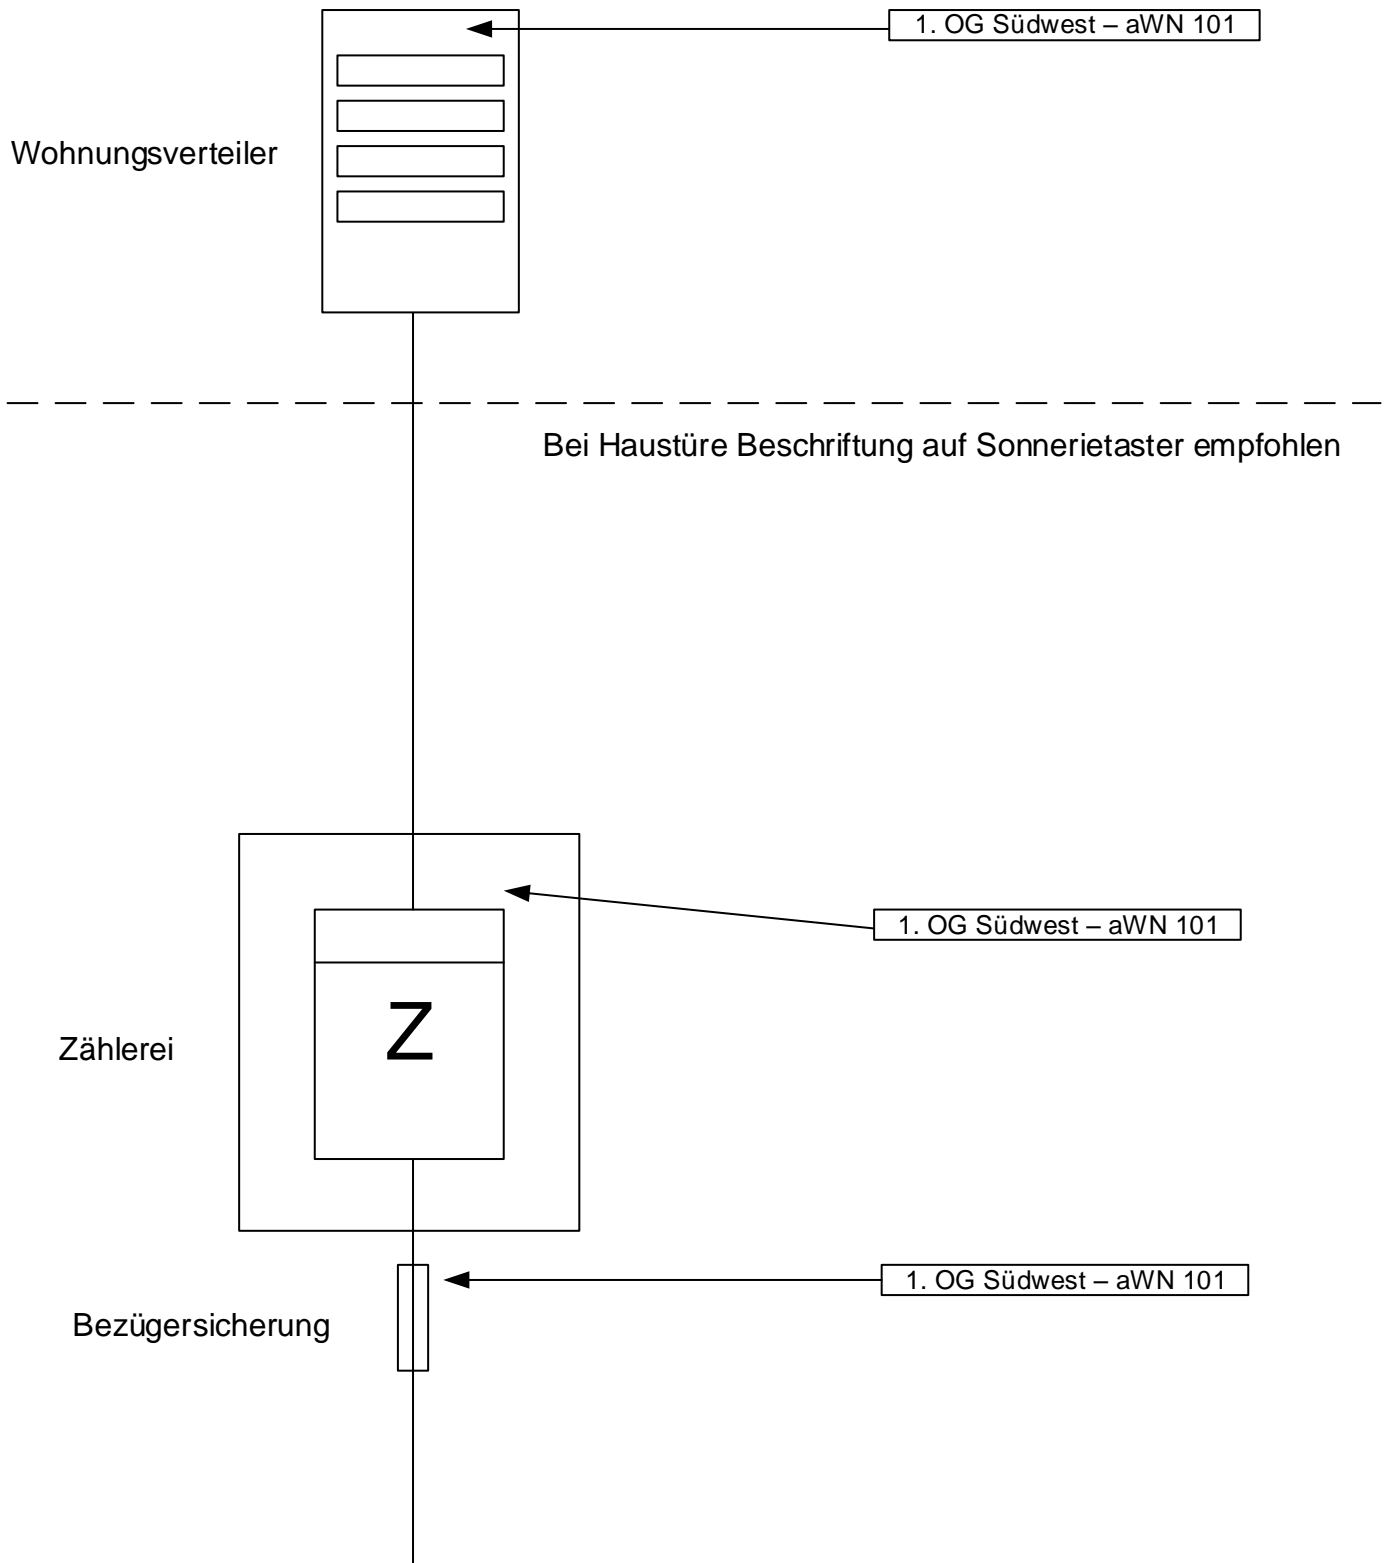 1. OG Südwest – aWN 101
Wohnungsverteiler
Bei Haustüre Beschriftung auf Sonnerietaster empfohlen
1. OG Südwest – aWN 101
Z
Zählerei
1. OG Südwest – aWN 101
Bezügersicherung